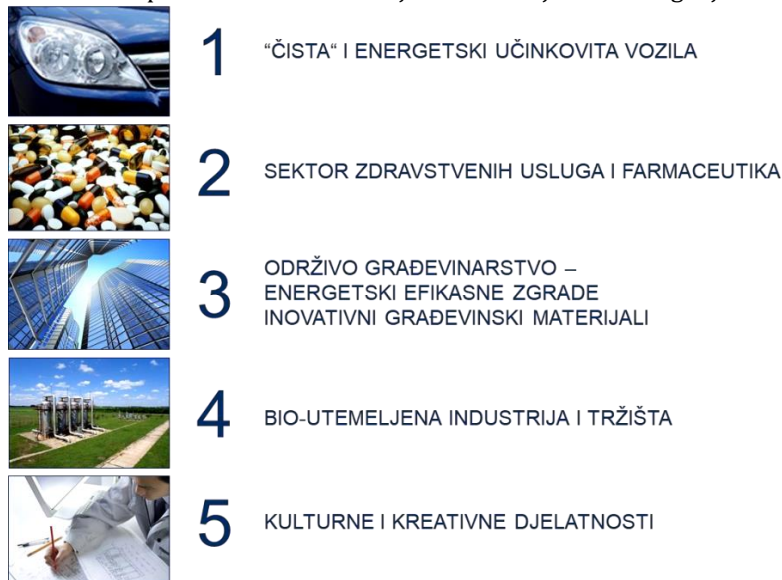 1
“ČISTA“ I ENERGETSKI UČINKOVITA VOZILA
2
SEKTOR ZDRAVSTVENIH USLUGA I FARMACEUTIKA
3
ODRŽIVO GRAĐEVINARSTVO –
ENERGETSKI EFIKASNE ZGRADE
INOVATIVNI GRAĐEVINSKI MATERIJALI
4
BIO-UTEMELJENA INDUSTRIJA I TRŽIŠTA
5
KULTURNE I KREATIVNE DJELATNOSTI